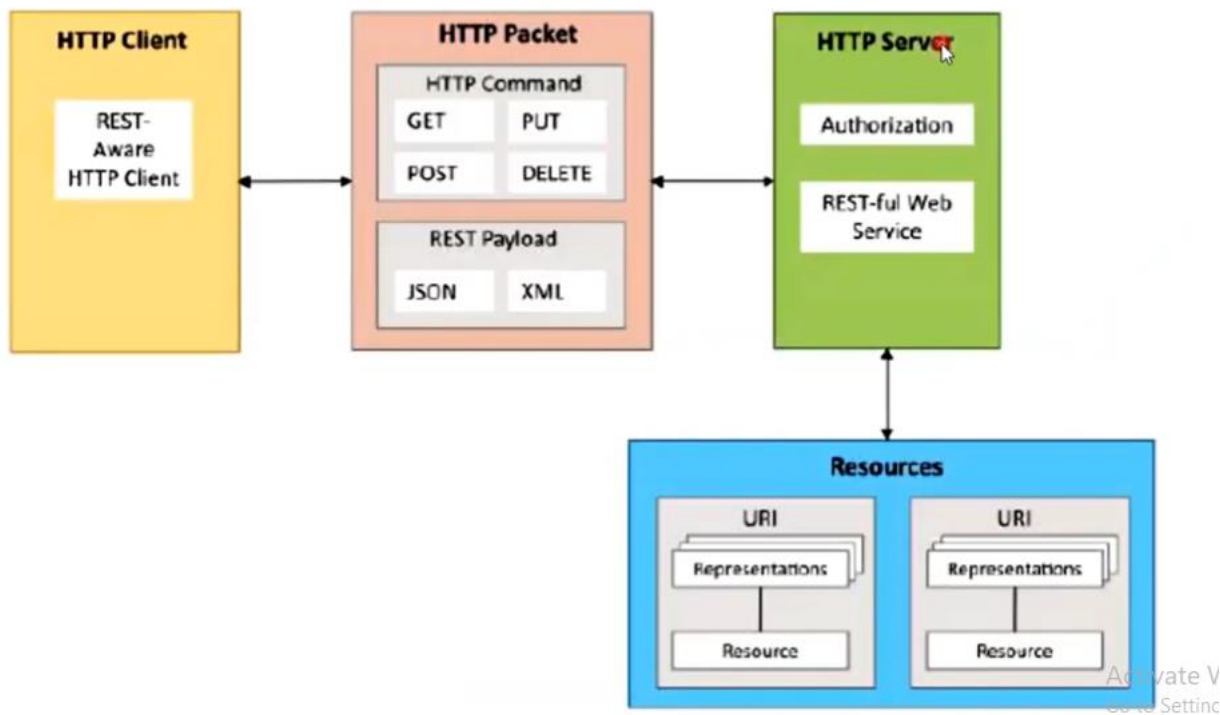 HTTP Client
REST-
Aware
HTTP Client
HTTP Packet
HTTP Command
GET
PUT
POST
DELETE
REST Payload
JSON
XML
HTTP Server
Authorization
REST-ful Web
Service
Resources
URI
Representations
Resource
URI
Representations
Resource
Settin